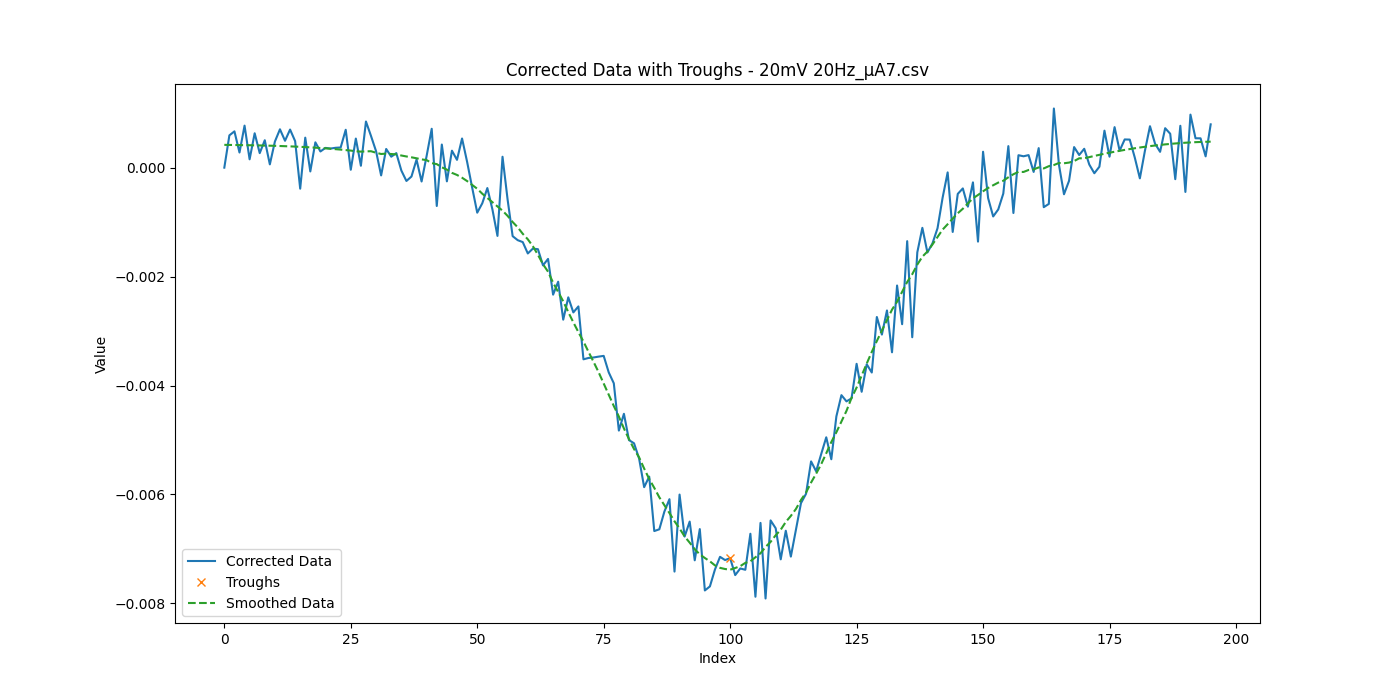 Corrected Data with Troughs - 20mV 20Hz_μA7.csv
Value
0.000
−0.002
−0.004
−0.006
−0.008
Corrected Data
Troughs
Smoothed Data
0 25 50 75 100 125 150 175 200
Index